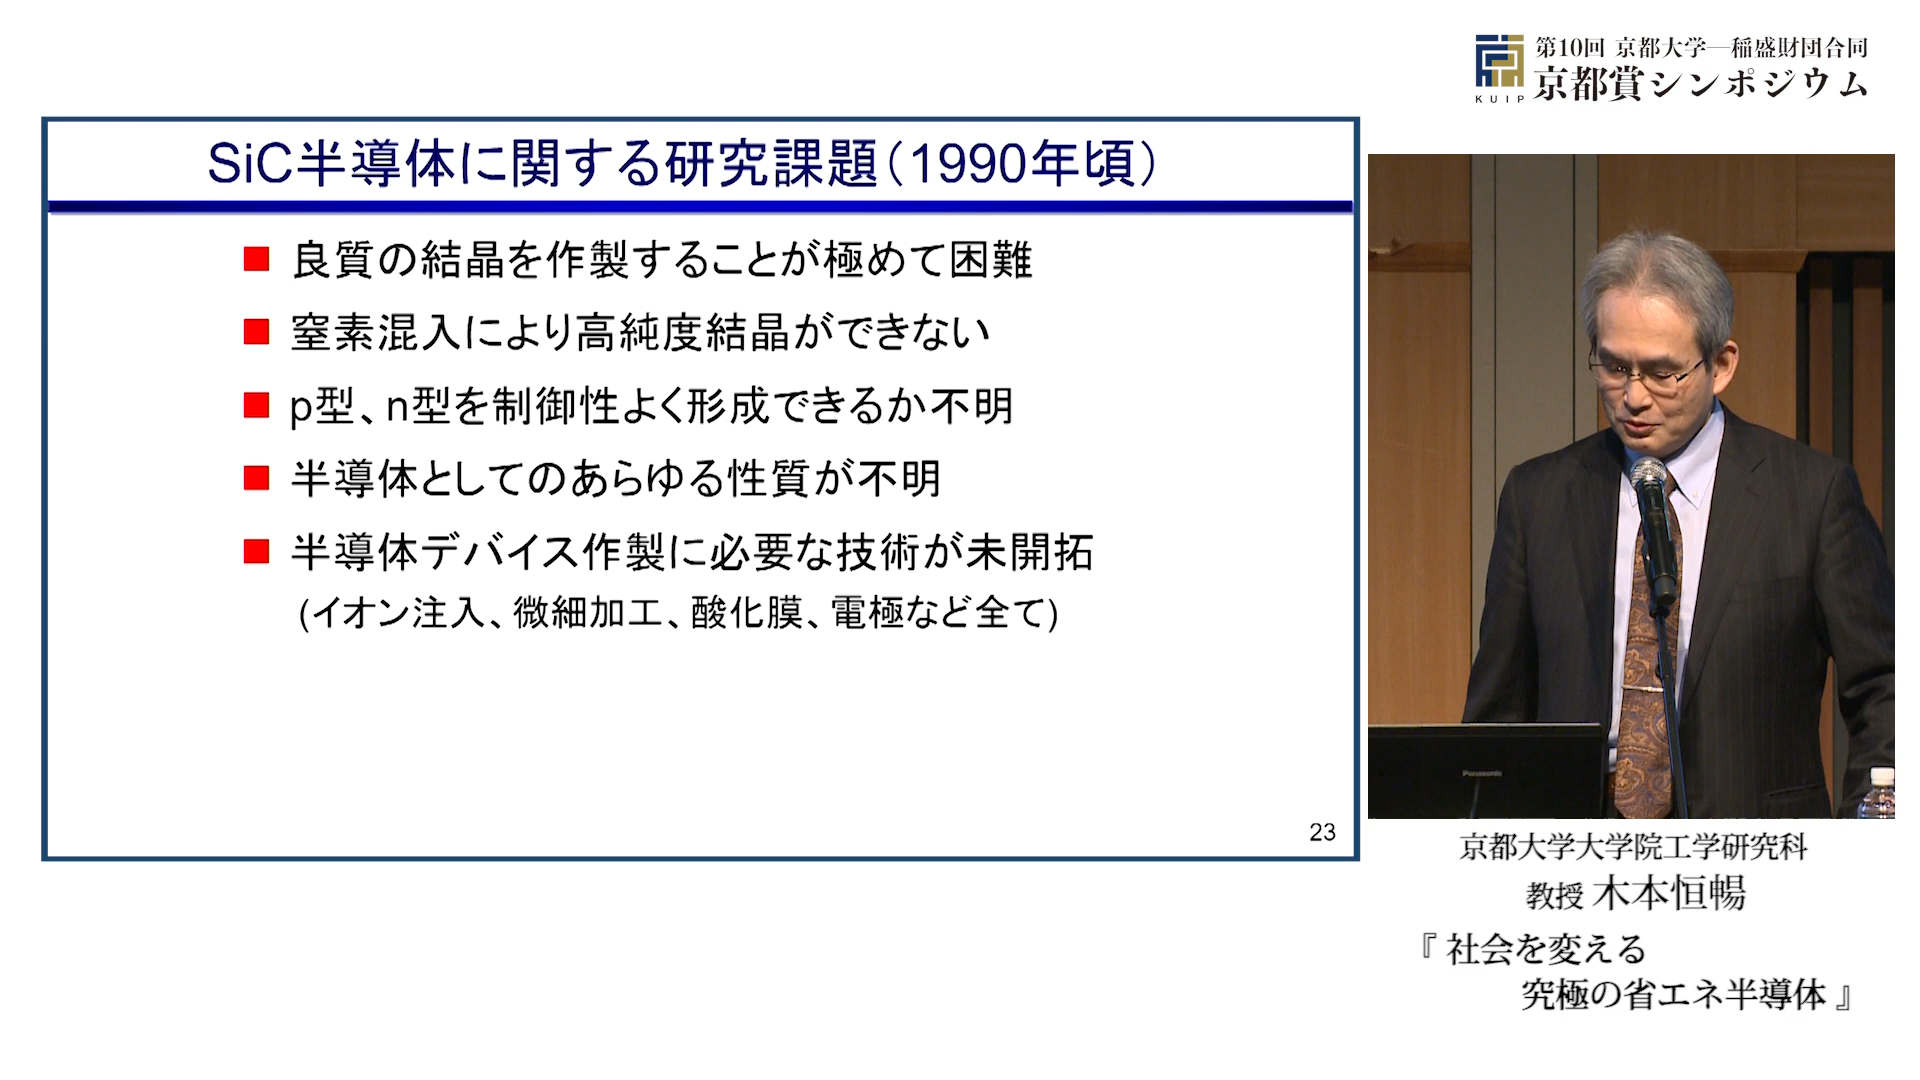 第10回 京都大学―稲盛財団合同
京都賞シンポジウム
KUIP
SiC半導体に関する研究課題（1990年頃）
■ 良質の結晶を作製することが極めて困難
■ 窒素混入により高純度結晶ができない
■ p型、n型を制御性よく形成できるか不明
■ 半導体としてのあらゆる性質が不明
■ 半導体デバイス作製に必要な技術が未開拓
(イオン注入、微細加工、酸化膜、電極など全て)
23
Panasonic
京都大学大学院工学研究科
教授 木本恒暢
『 社会を変える
究極の省エネ半導体 』